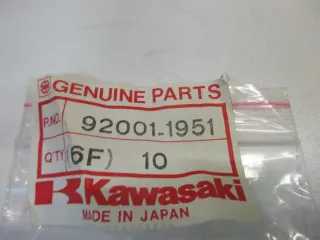 GENUINE PARTS
P.NO. 92001-1951
Q'TY (6F) 10
Kawasaki
MADE IN JAPAN